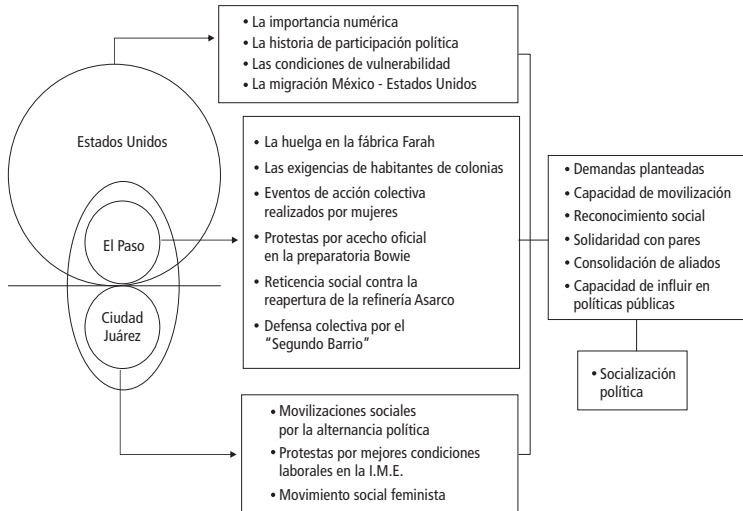 • La importancia numérica
• La historia de participación política
• Las condiciones de vulnerabilidad
• La migración México - Estados Unidos
Estados Unidos
El Paso
Ciudad
Juárez
• La huelga en la fábrica Farah
• Las exigencias de habitantes de colonias
• Eventos de acción colectiva
realizados por mujeres
• Protestas por acecho oficial
en la preparatoria Bowie
• Reticencia social contra la
reapertura de la refinería Asarco
• Defensa colectiva por el
“Segundo Barrio”
• Movilizaciones sociales
por la alternancia política
• Protestas por mejores condiciones
laborales en la I.M.E.
• Movimiento social feminista
• Demandas planteadas
• Capacidad de movilización
• Reconocimiento social
• Solidaridad con pares
• Consolidación de aliados
• Capacidad de influir en
políticas públicas
• Socialización
política